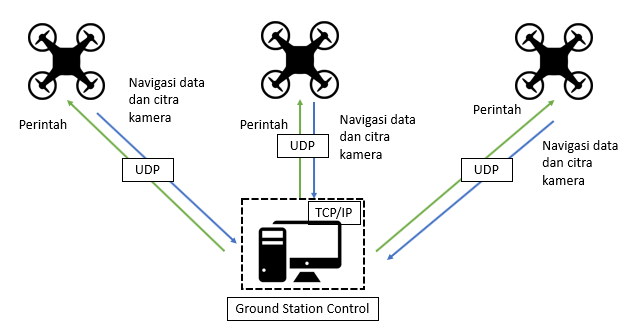 Navigasi data
dan citra
kamera
Perintah
UDP
Perintah
Navigasi data
dan citra
kamera
UDP
Perintah
Navigasi data
dan citra
kamera
UDP
TCP/IP
Ground Station Control